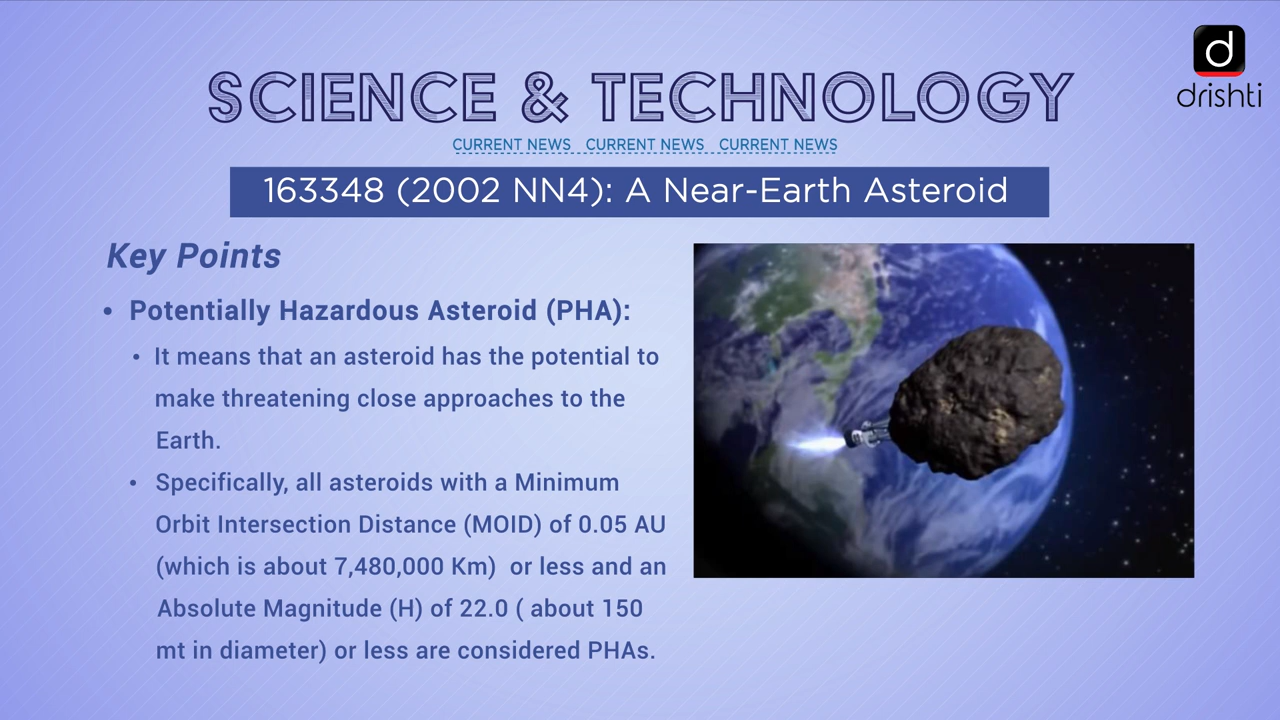 d
drishti
SCIENCE & TECHNOLOGY
CURRENT NEWS CURRENT NEWS CURRENT NEWS
163348 (2002 NN4): A Near-Earth Asteroid
Key Points
• Potentially Hazardous Asteroid (PHA):
• It means that an asteroid has the potential to
make threatening close approaches to the
Earth.
• Specifically, all asteroids with a Minimum
Orbit Intersection Distance (MOID) of 0.05 AU
(which is about 7,480,000 Km) or less and an
Absolute Magnitude (H) of 22.0 ( about 150
mt in diameter) or less are considered PHAs.